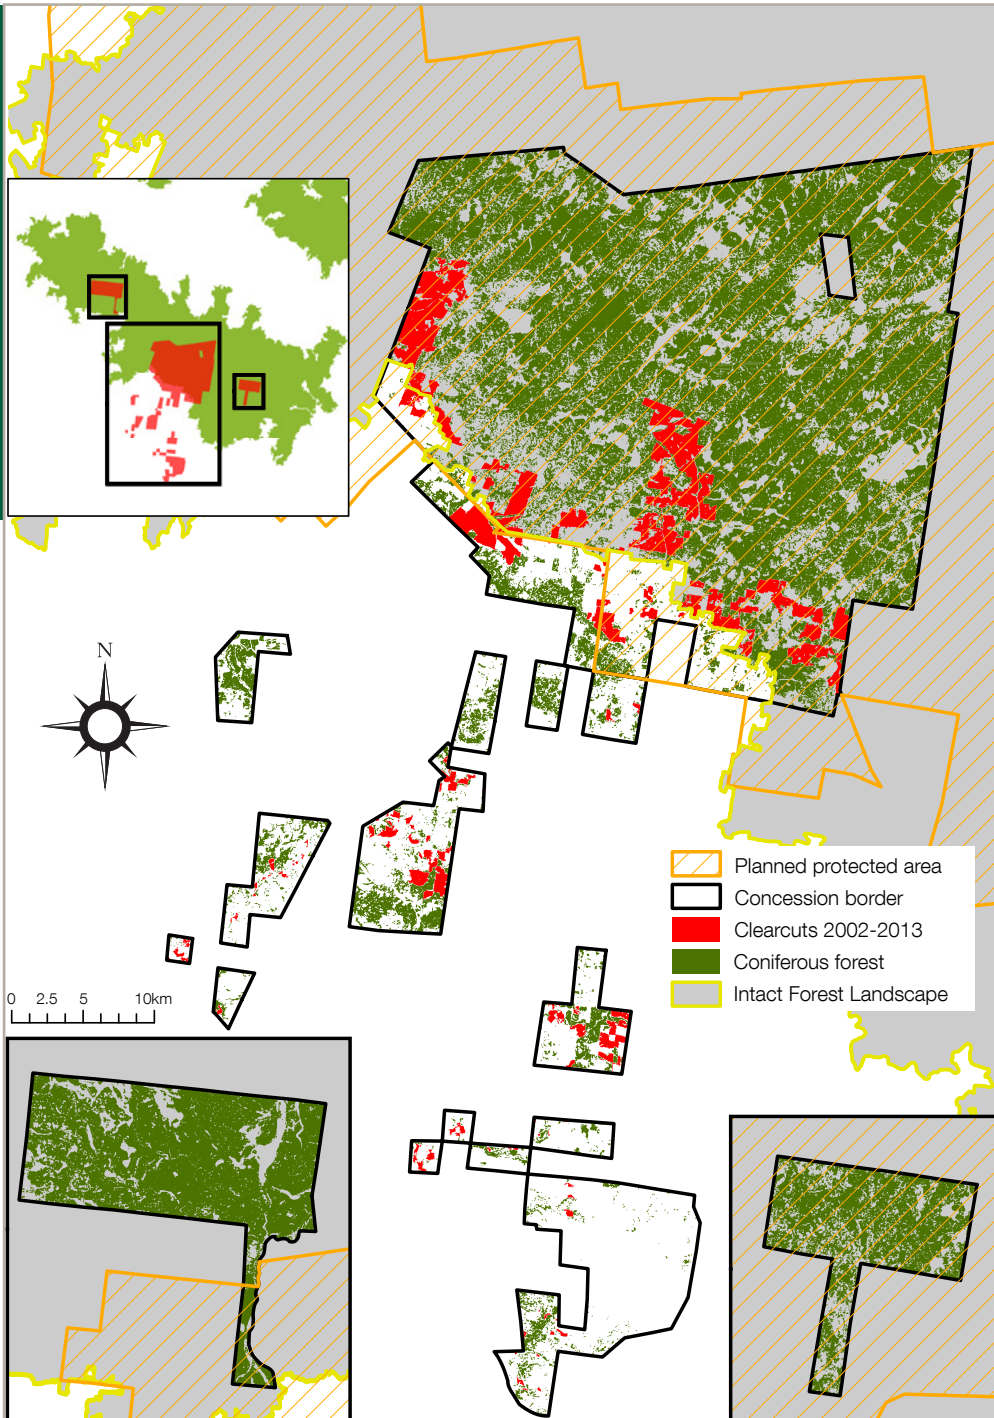 N
Planned protected area
Concession border
Clearcuts 2002-2013
Coniferous forest
Intact Forest Landscape
0 2.5 5 10km